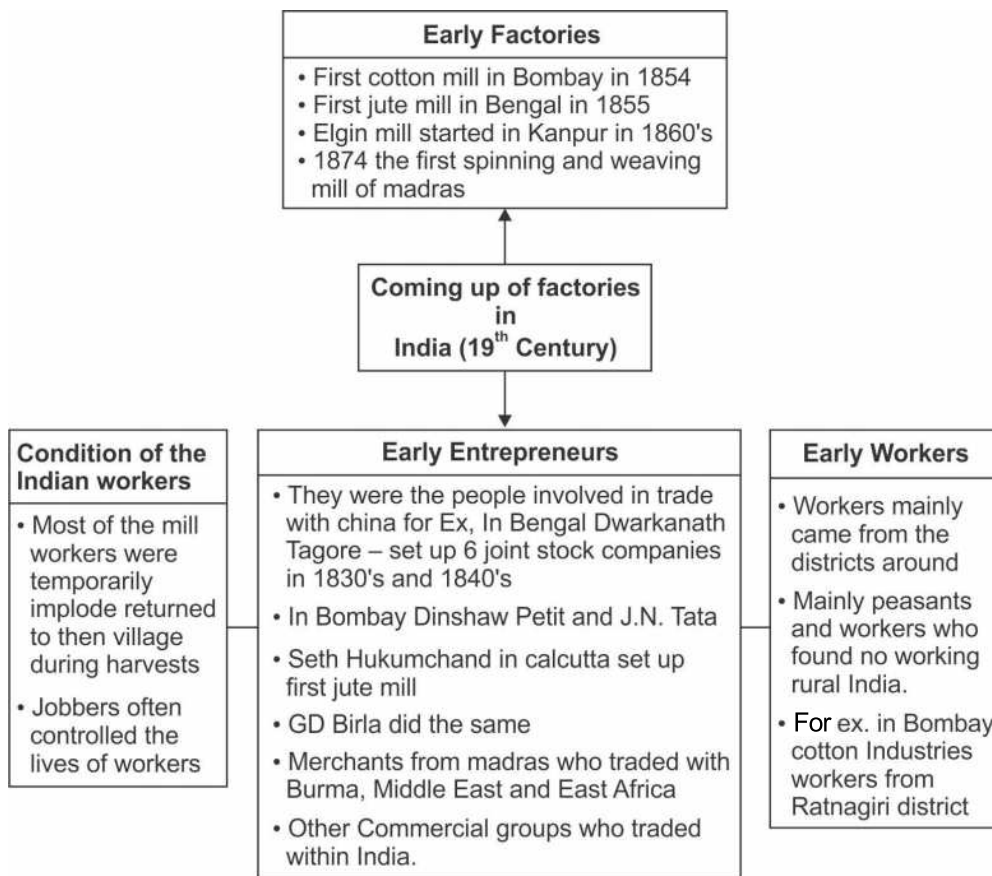 Early Factories
• First cotton mill in Bombay in 1854
• First jute mill in Bengal in 1855
• Elgin mill started in Kanpur in 1860's
• 1874 the first spinning and weaving
mill of madras
Coming up of factories
in
India (19th Century)
Condition of the
Indian workers
• Most of the mill
workers were
temporarily
implode returned
to then village
during harvests
• Jobbers often
controlled the
lives of workers
Early Entrepreneurs
• They were the people involved in trade
with china for Ex, In Bengal Dwarkanath
Tagore – set up 6 joint stock companies
in 1830's and 1840's
• In Bombay Dinshaw Petit and J.N. Tata
• Seth Hukumchand in calcutta set up
first jute mill
• GD Birla did the same
• Merchants from madras who traded with
Burma, Middle East and East Africa
• Other Commercial groups who traded
within India.
Early Workers
• Workers mainly
came from the
districts around
• Mainly peasants
and workers who
found no working
rural India.
• For ex. in Bombay
cotton Industries
workers from
Ratnagiri district